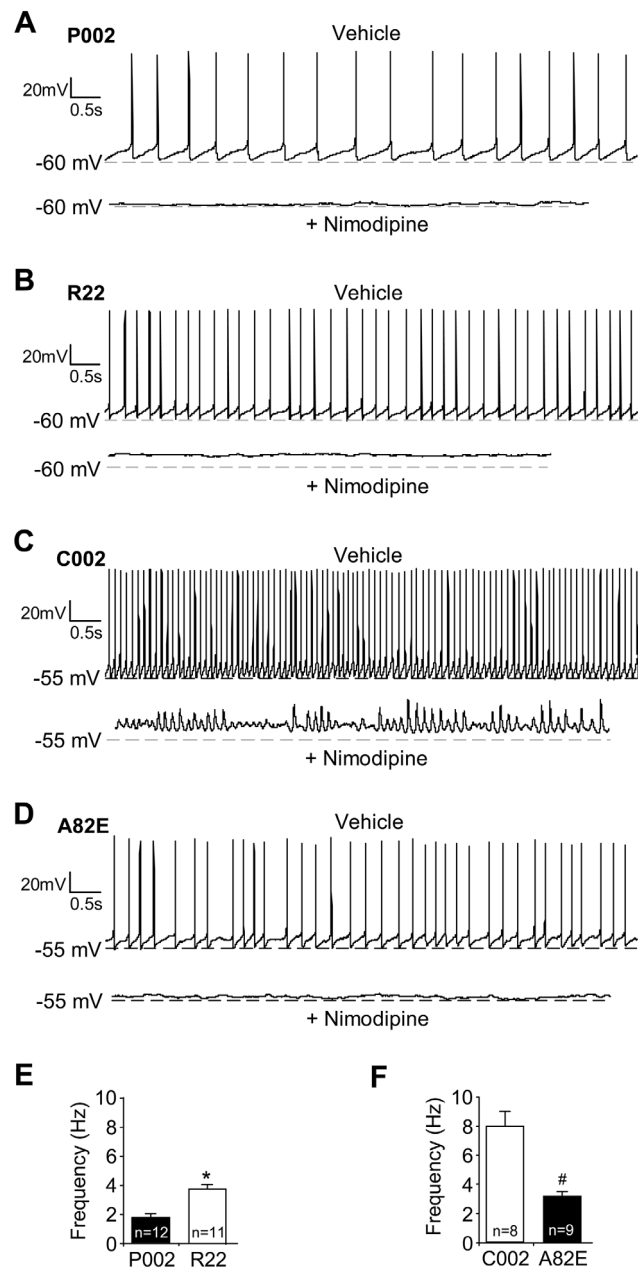 A
P002
Vehicle
20mV
0.5s
-60 mV
-60 mV
+ Nimodipine
B
R22
Vehicle
20mV
0.5s
-60 mV
-60 mV
+ Nimodipine
C
C002
Vehicle
20mV
0.5s
-55 mV
-55 mV
+ Nimodipine
D
A82E
Vehicle
20mV
0.5s
-55 mV
-55 mV
+ Nimodipine
E
Frequency (Hz)
10
8
6
4
2
0
*
n=12
n=11
P002
R22
F
Frequency (Hz)
10
8
6
4
2
0
#
n=8
n=9
C002
A82E